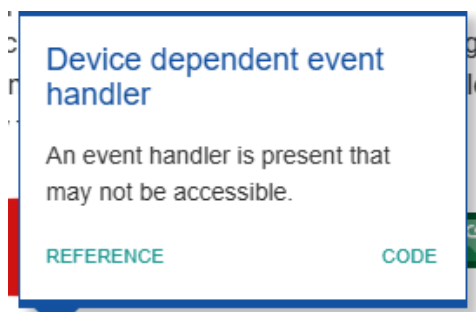 Device dependent event
handler
An event handler is present that
may not be accessible.
REFERENCE CODE